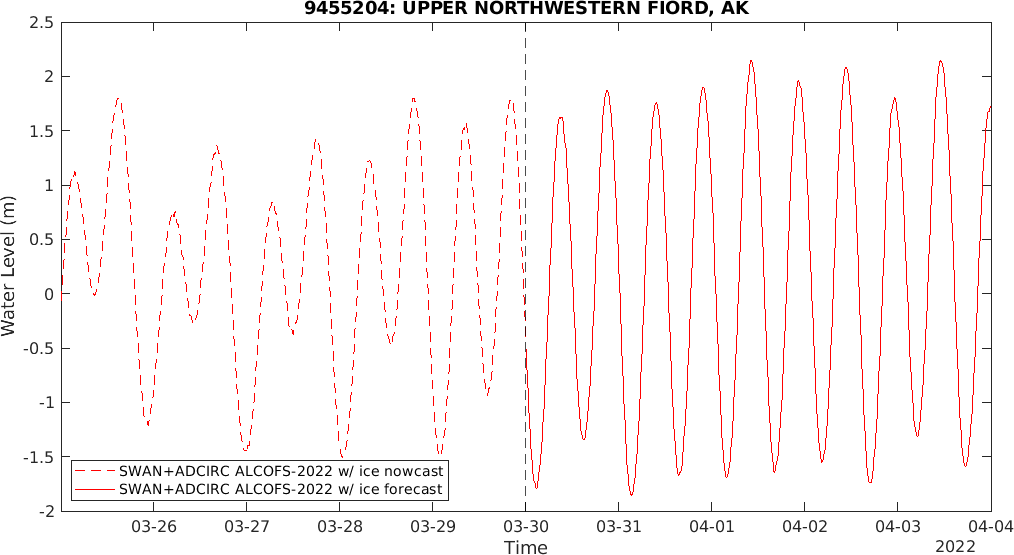 9455204: UPPER NORTHWESTERN FIORD, AK
2.5
2
1.5
1
0.5
0
-0.5
-1
-1.5
-2
Water Level (m)
SWAN+ADCIRC ALCOFS-2022 w/ ice nowcast
SWAN+ADCIRC ALCOFS-2022 w/ ice forecast
03-26 03-27 03-28 03-29 03-30 03-31 04-01 04-02 04-03 04-04
Time
2022